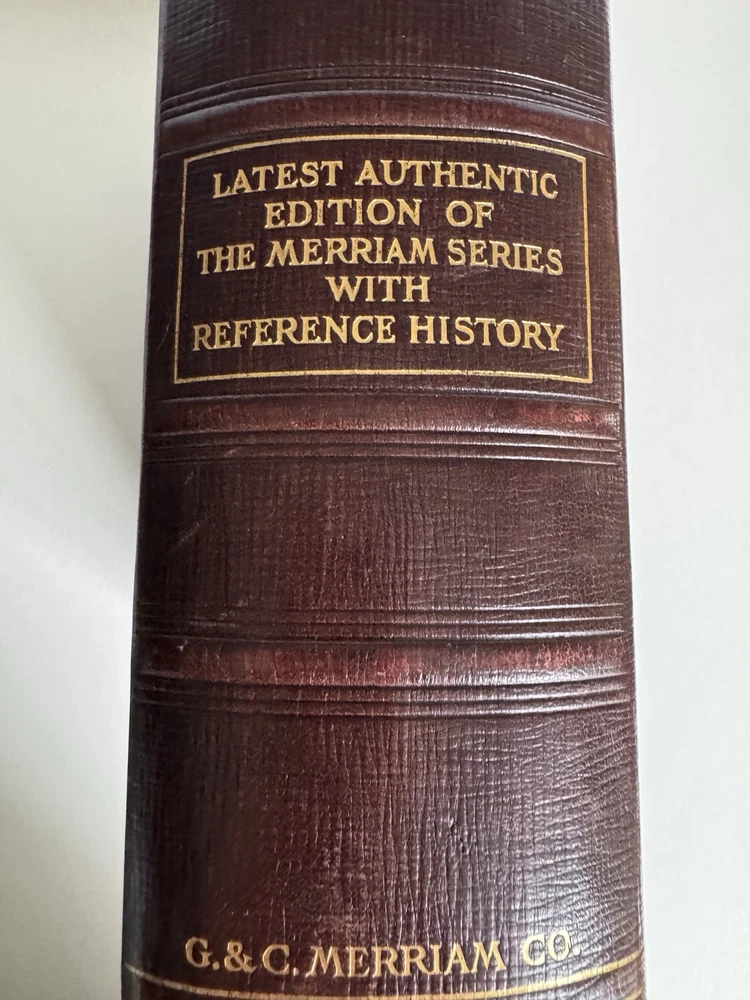 LATEST AUTHENTIC
EDITION OF
THE MERRIAM SERIES
WITH
REFERENCE HISTORY
G. & C. MERRIAM CO.